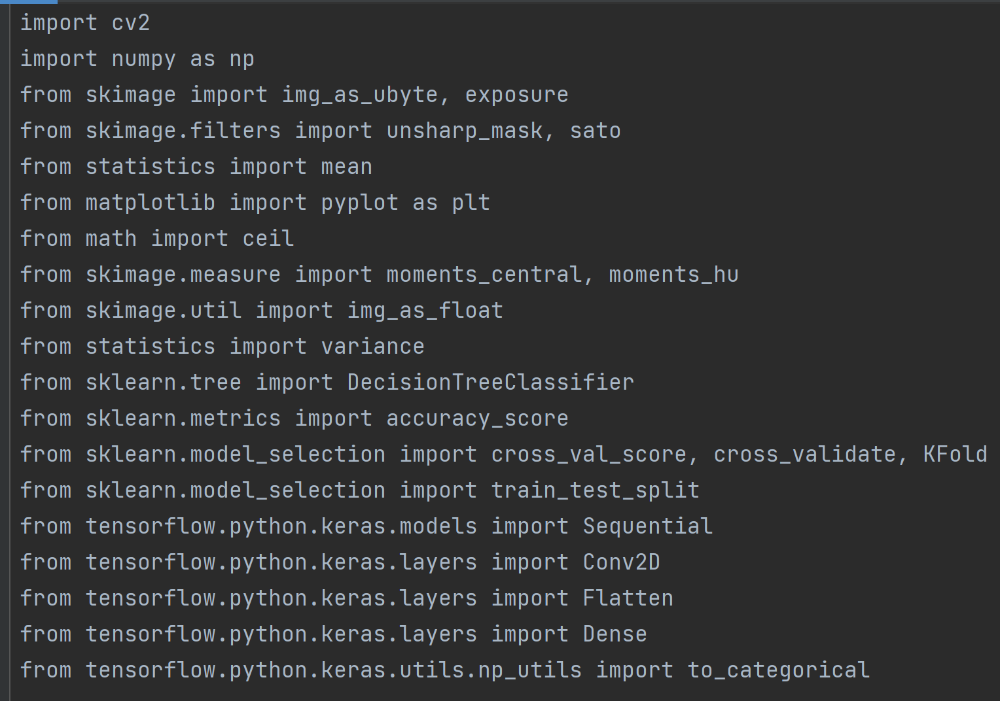 import cv2
import numpy as np
from skimage import img_as_ubyte, exposure
from skimage.filters import unsharp_mask, sato
from statistics import mean
from matplotlib import pyplot as plt
from math import ceil
from skimage.measure import moments_central, moments_hu
from skimage.util import img_as_float
from statistics import variance
from sklearn.tree import DecisionTreeClassifier
from sklearn.metrics import accuracy_score
from sklearn.model_selection import cross_val_score, cross_validate, KFold
from sklearn.model_selection import train_test_split
from tensorflow.python.keras.models import Sequential
from tensorflow.python.keras.layers import Conv2D
from tensorflow.python.keras.layers import Flatten
from tensorflow.python.keras.layers import Dense
from tensorflow.python.keras.utils.np_utils import to_categorical